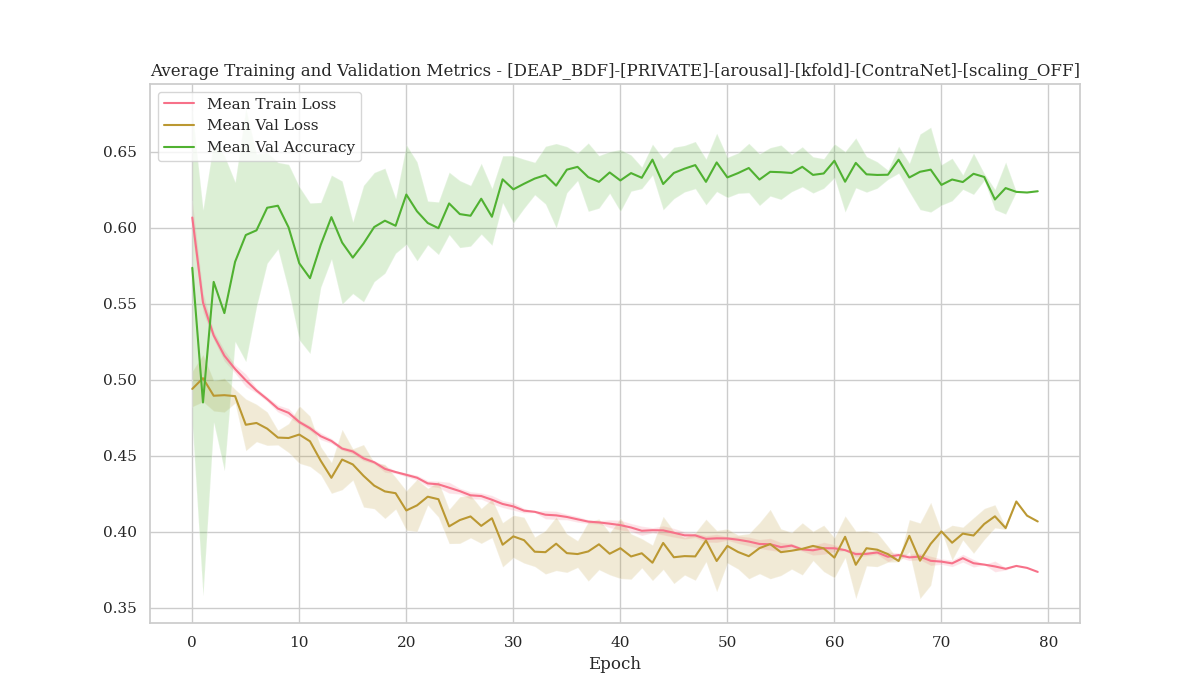 Average Training and Validation Metrics - [DEAP_BDF]-[PRIVATE]-[arousal]-[kfold]-[ContraNet]-[scaling_OFF]
Mean Train Loss
Mean Val Loss
Mean Val Accuracy
0.65
0.60
0.55
0.50
0.45
0.40
0.35
0 10 20 30 40 50 60 70 80
Epoch